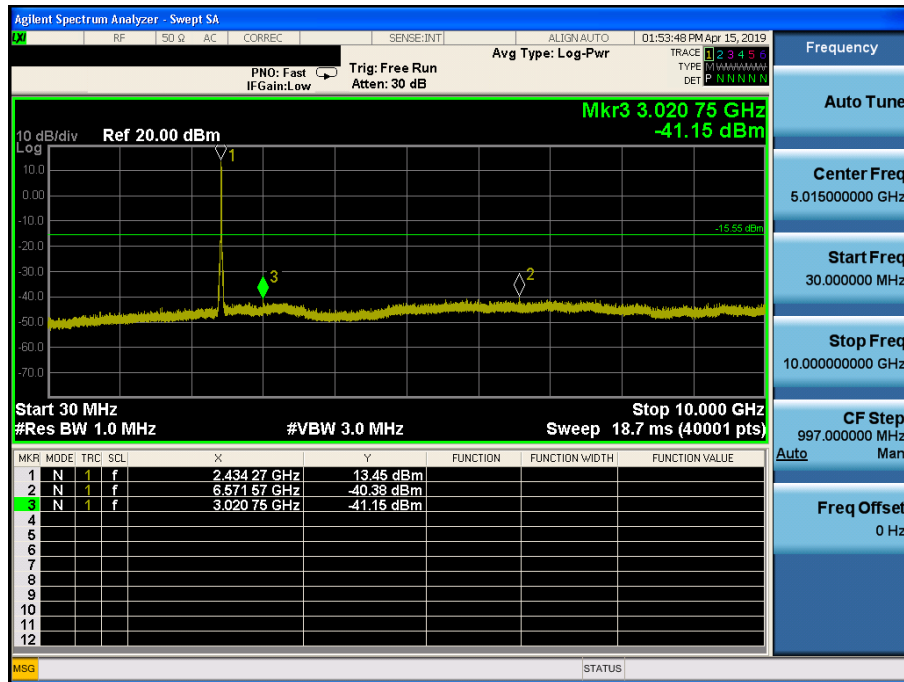 Agilent Spectrum Analyzer - Swept SA
LXI RF 50 Ω AC CORREC SENSE:INT ALIGN AUTO 01:53:48 PM Apr 15, 2019
Frequency
PNO: Fast
IFGain:Low
Trig: Free Run
Atten: 30 dB
Avg Type: Log-Pwr
TRACE 1 2 3 4 5 6
TYPE MWWWWW
DET P N N N N N
Auto Tune
Mkr3 3.020 75 GHz
-41.15 dBm
10 dB/div Ref 20.00 dBm
Log
10.0
0.00
-10.0
-20.0
-30.0
-40.0
-50.0
-60.0
-70.0
1
-15.55 dBm
3
2
Center Freq
5.015000000 GHz
Start Freq
30.000000 MHz
Stop Freq
10.000000000 GHz
Start 30 MHz Stop 10.000 GHz
#Res BW 1.0 MHz #VBW 3.0 MHz Sweep 18.7 ms (40001 pts)
CF Step
997.000000 MHz
Auto Man
Freq Offset
0 Hz
MKR MODE TRC SCL X Y FUNCTION FUNCTION WIDTH FUNCTION VALUE
1 N 1 f 2.434 27 GHz 13.45 dBm
2 N 1 f 6.571 57 GHz -40.38 dBm
3 N 1 f 3.020 75 GHz -41.15 dBm
4
5
6
7
8
9
10
11
12
MSG STATUS